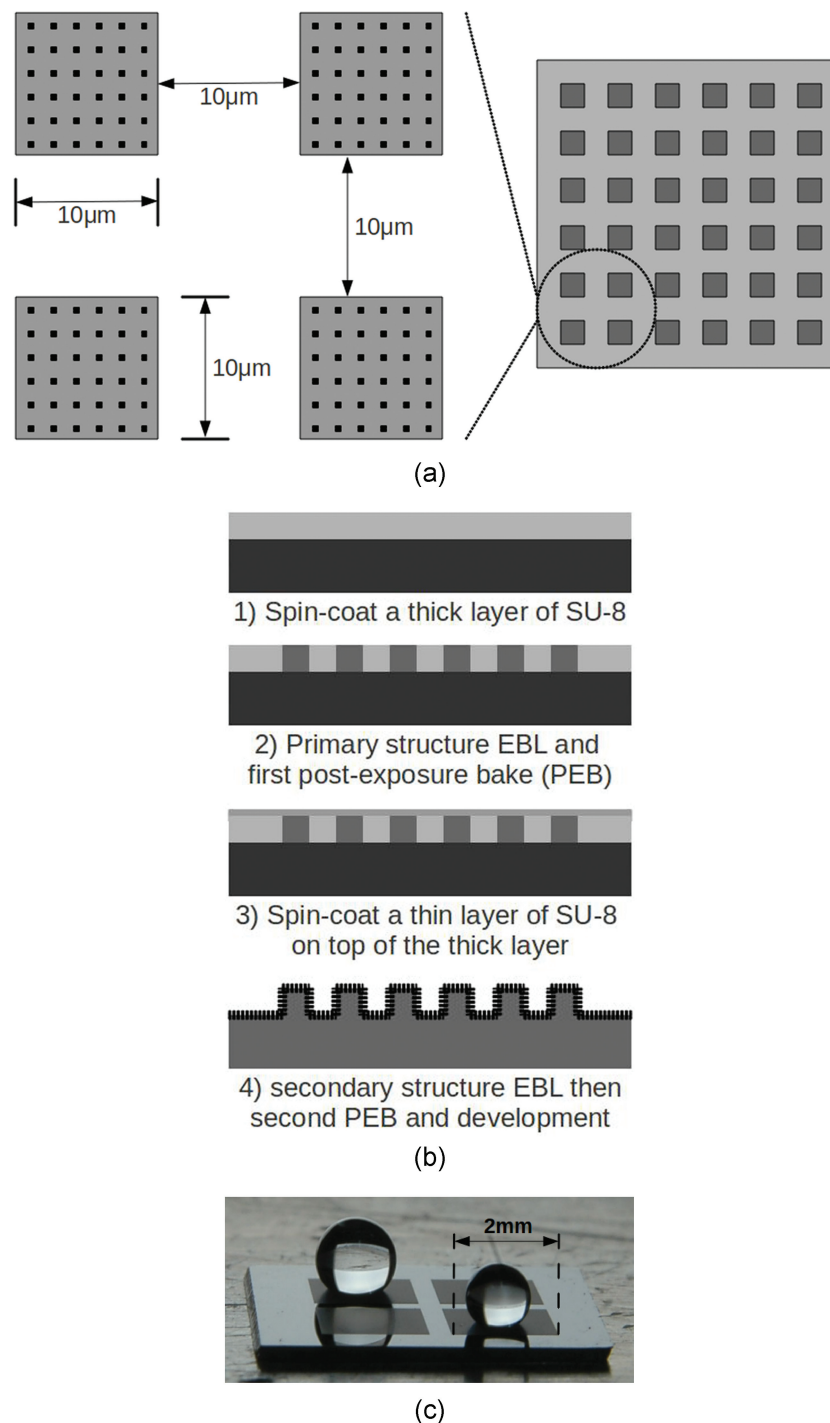 10µm
10µm
10µm
10µm
(a)
1) Spin-coat a thick layer of SU-8
2) Primary structure EBL and
first post-exposure bake (PEB)
3) Spin-coat a thin layer of SU-8
on top of the thick layer
4) secondary structure EBL then
second PEB and development
(b)
2mm
(c)